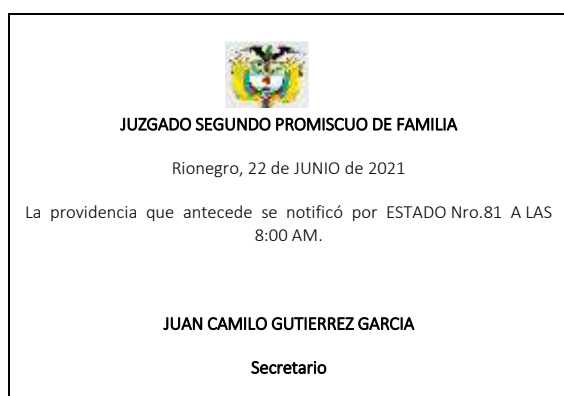 JUZGADO SEGUNDO PROMISCUO DE FAMILIA
Rionegro, 22 de JUNIO de 2021
La providencia que antecede se notificó por ESTADO Nro.81 A LAS
8:00 AM.
JUAN CAMILO GUTIERREZ GARCIA
Secretario